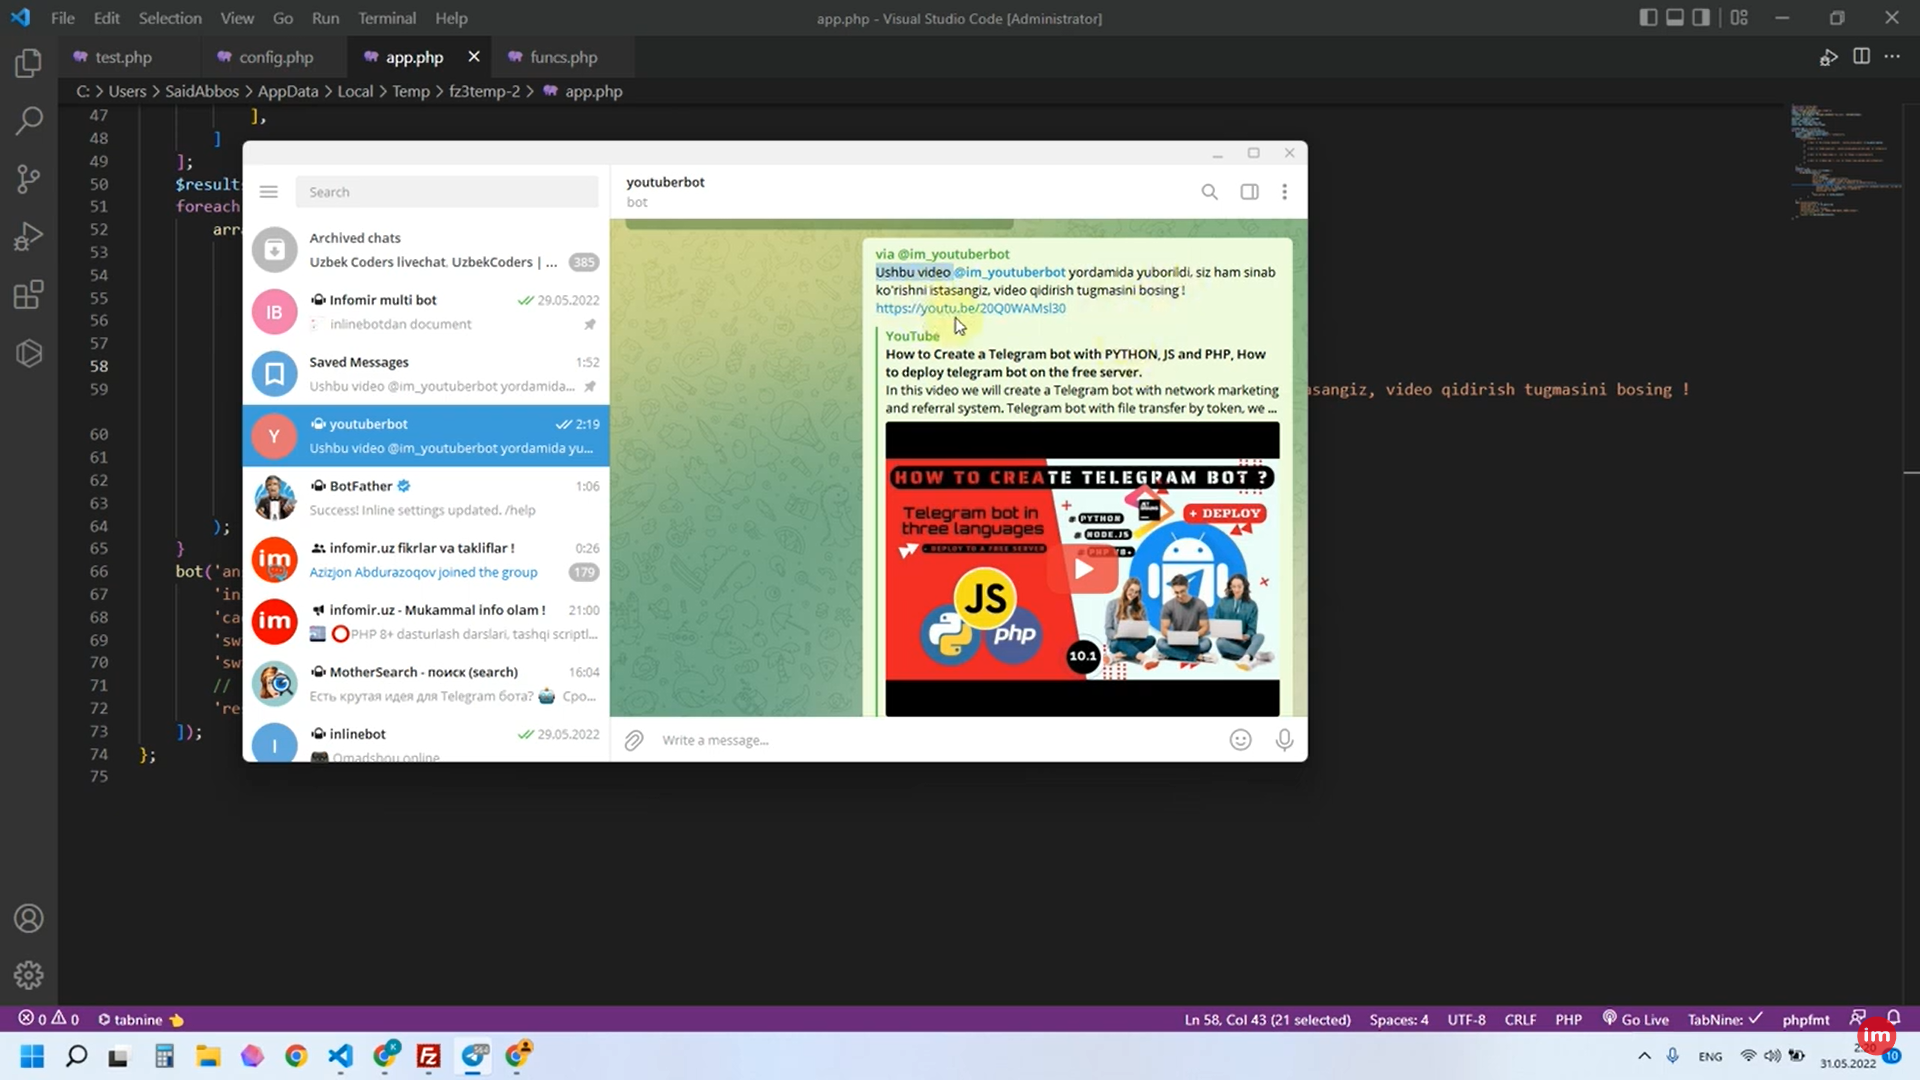 File Edit Selection View Go Run Terminal Help
app.php - Visual Studio Code [Administrator]
test.php
config.php
app.php
funcs.php
C: > Users > SaidAbbos > AppData > Local > Temp > fz3temp-2 > app.php
47 ],
48 ]
49 ];
50 $result
51 foreach
52 arr
53
54
55
56
57
58
59 asangiz, video qidirish tugmasini bosing !
60
61
62
63
64 );
65 }
66 bot('an
67 'in
68 'ca
69 'sw
70 'sw
71 //
72 're
73 ]);
74 };
75
Search
Archived chats
Uzbek Coders livechat, UzbekCoders | ... 385
IB
Infomir multi bot 29.05.2022
inlinebotdan document
Saved Messages 1:52
Ushbu video @im_youtuberbot yordamida...
Y
youtuberbot 2:19
Ushbu video @im_youtuberbot yordamida yu...
BotFather 1:06
Success! Inline settings updated. /help
im
infomir.uz fikrlar va takliflar ! 0:26
Azizjon Abdurazoqov joined the group 179
im
infomir.uz - Mukammal info olam ! 21:00
PHP 8+ dasturlash darslari, tashqi scriptl...
MotherSearch - поиск (search) 16:04
Есть крутая идея для Telegram бота? Сро...
I
inlinebot 29.05.2022
Omadshou online
youtuberbot
bot
via @im_youtuberbot
Ushbu video @im_youtuberbot yordamida yuborildi, siz ham sinab
ko'rishni istasangiz, video qidirish tugmasini bosing !
https://youtu.be/20Q0WAMsl30
YouTube
How to Create a Telegram bot with PYTHON, JS and PHP, How
to deploy telegram bot on the free server.
In this video we will create a Telegram bot with network marketing
and referral system. Telegram bot with file transfer by token, we ...
HOW TO CREATE TELEGRAM BOT ?
Telegram bot in
three languages
+ DEPLOY TO A FREE SERVER
# PYTHON
# NODE.JS
# PHP V8+
+ DEPLOY
JS
php
10.1
Write a message...
0 0 tabnine
Ln 58, Col 43 (21 selected) Spaces: 4 UTF-8 CRLF PHP Go Live TabNine: phpfmt
im
K
Fz
564
ENG
2:20
31.05.2022
10